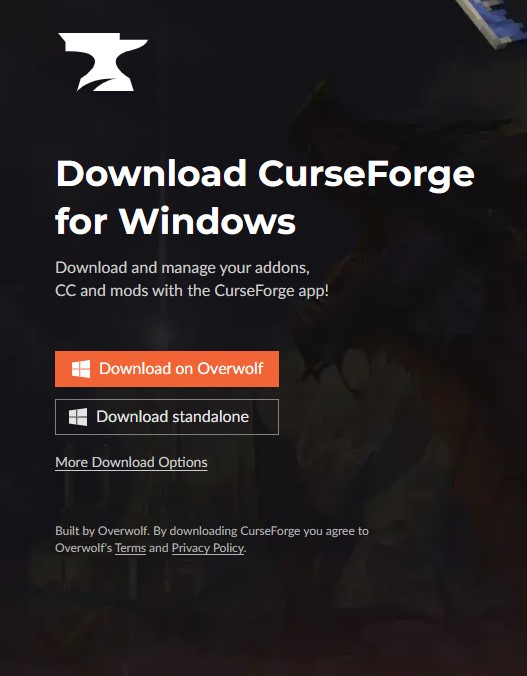 Download CurseForge
for Windows
Download and manage your addons,
CC and mods with the CurseForge app!
Download on Overwolf
Download standalone
More Download Options
Built by Overwolf. By downloading CurseForge you agree to
Overwolf's Terms and Privacy Policy.